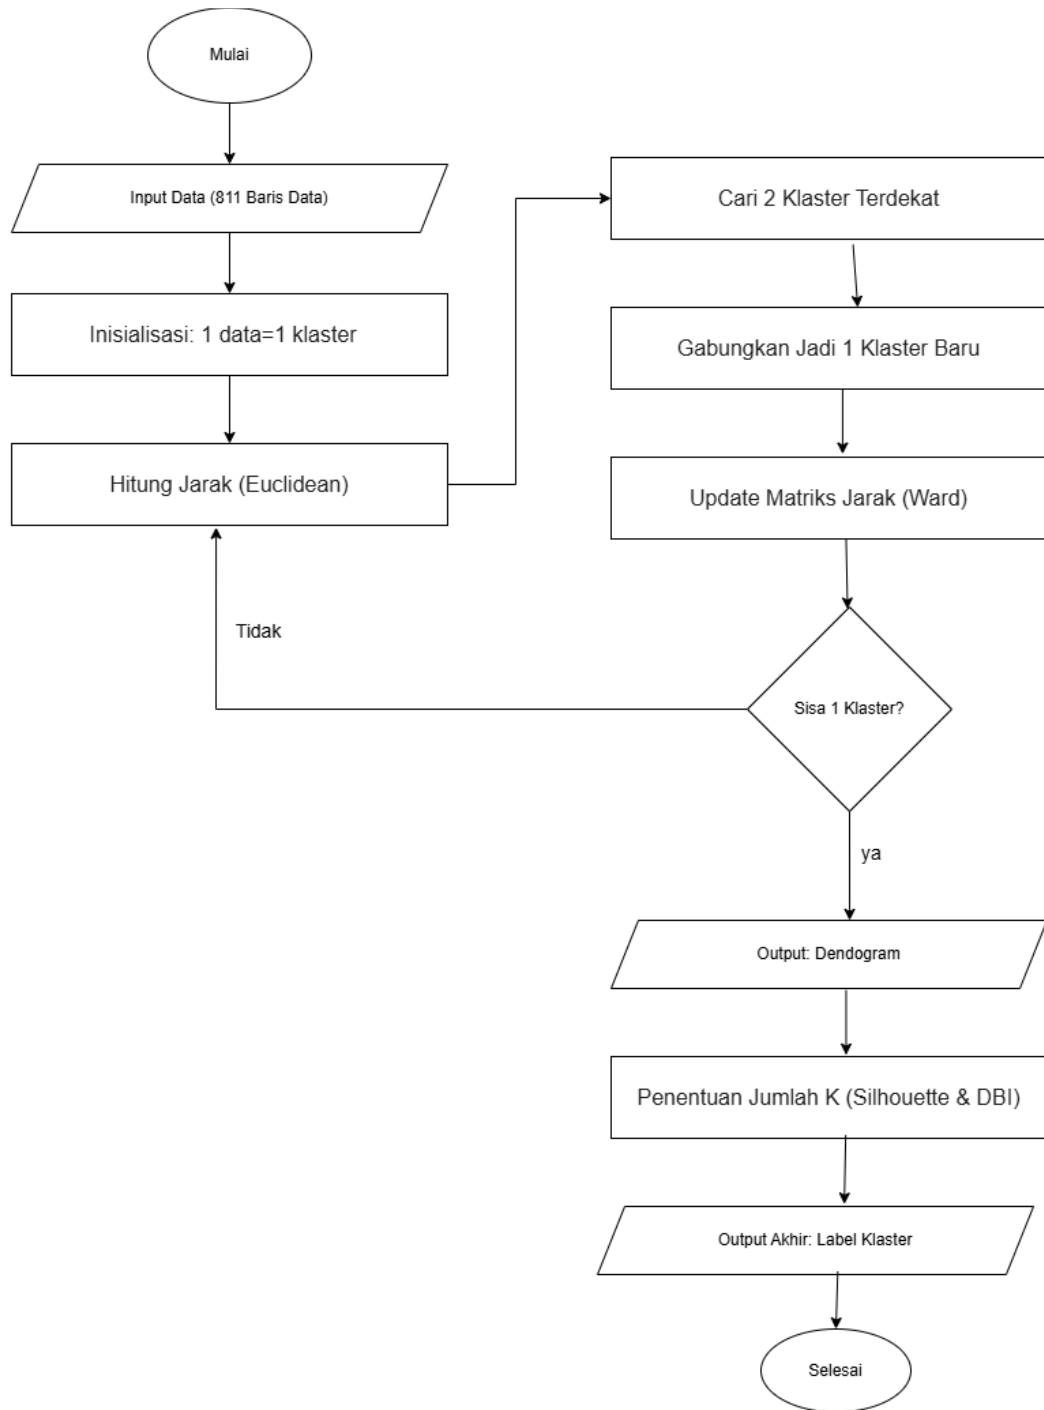 Mulai
Input Data (811 Baris Data)
Inisialisasi: 1 data=1 klaster
Hitung Jarak (Euclidean)
Cari 2 Klaster Terdekat
Gabungkan Jadi 1 Klaster Baru
Update Matriks Jarak (Ward)
Sisa 1 Klaster?
Tidak
ya
Output: Dendogram
Penentuan Jumlah K (Silhouette & DBI)
Output Akhir: Label Klaster
Selesai